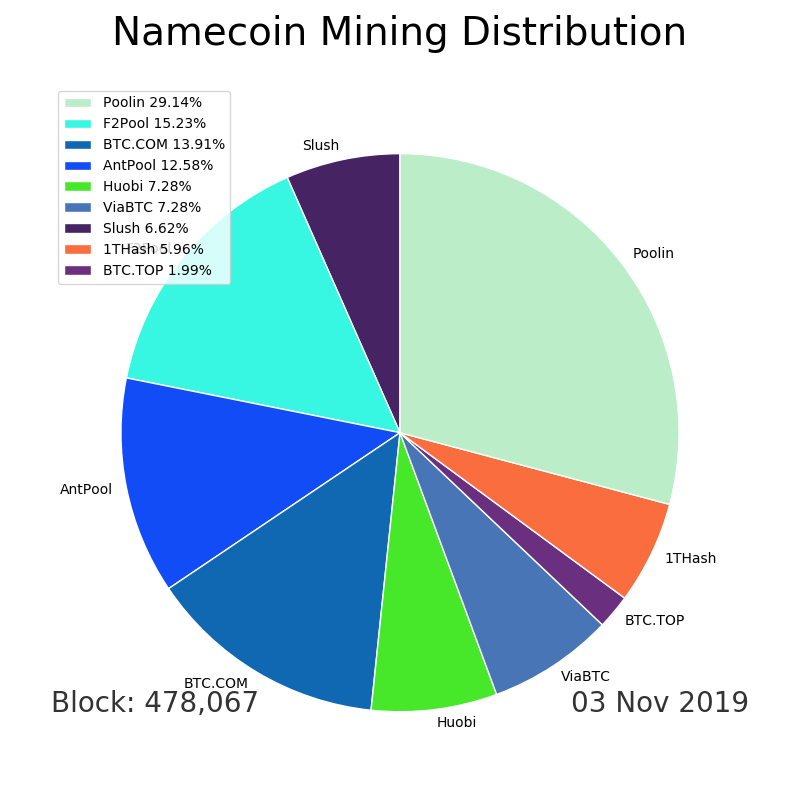 Namecoin Mining Distribution
Poolin 29.14%
F2Pool 15.23%
BTC.COM 13.91%
AntPool 12.58%
Huobi 7.28%
ViaBTC 7.28%
Slush 6.62%
1THash 5.96%
BTC.TOP 1.99%
Slush
Poolin
F2Pool
AntPool
1THash
BTC.TOP
BTC.COM
ViaBTC
Huobi
Block: 478,067
03 Nov 2019